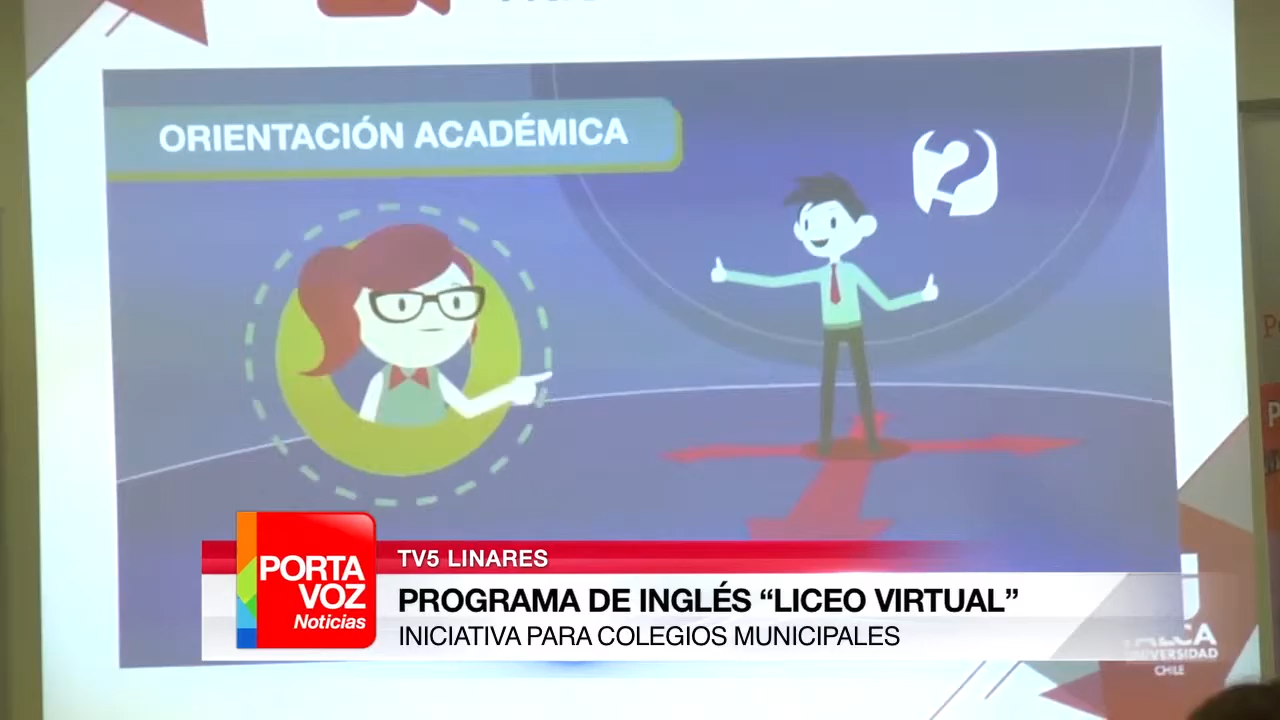 ORIENTACIÓN ACADÉMICA
TV5 LINARES
PORTA
VOZ
Noticias
PROGRAMA DE INGLÉS “LICEO VIRTUAL”
INICIATIVA PARA COLEGIOS MUNICIPALES
UNIVERSIDAD
CHILE